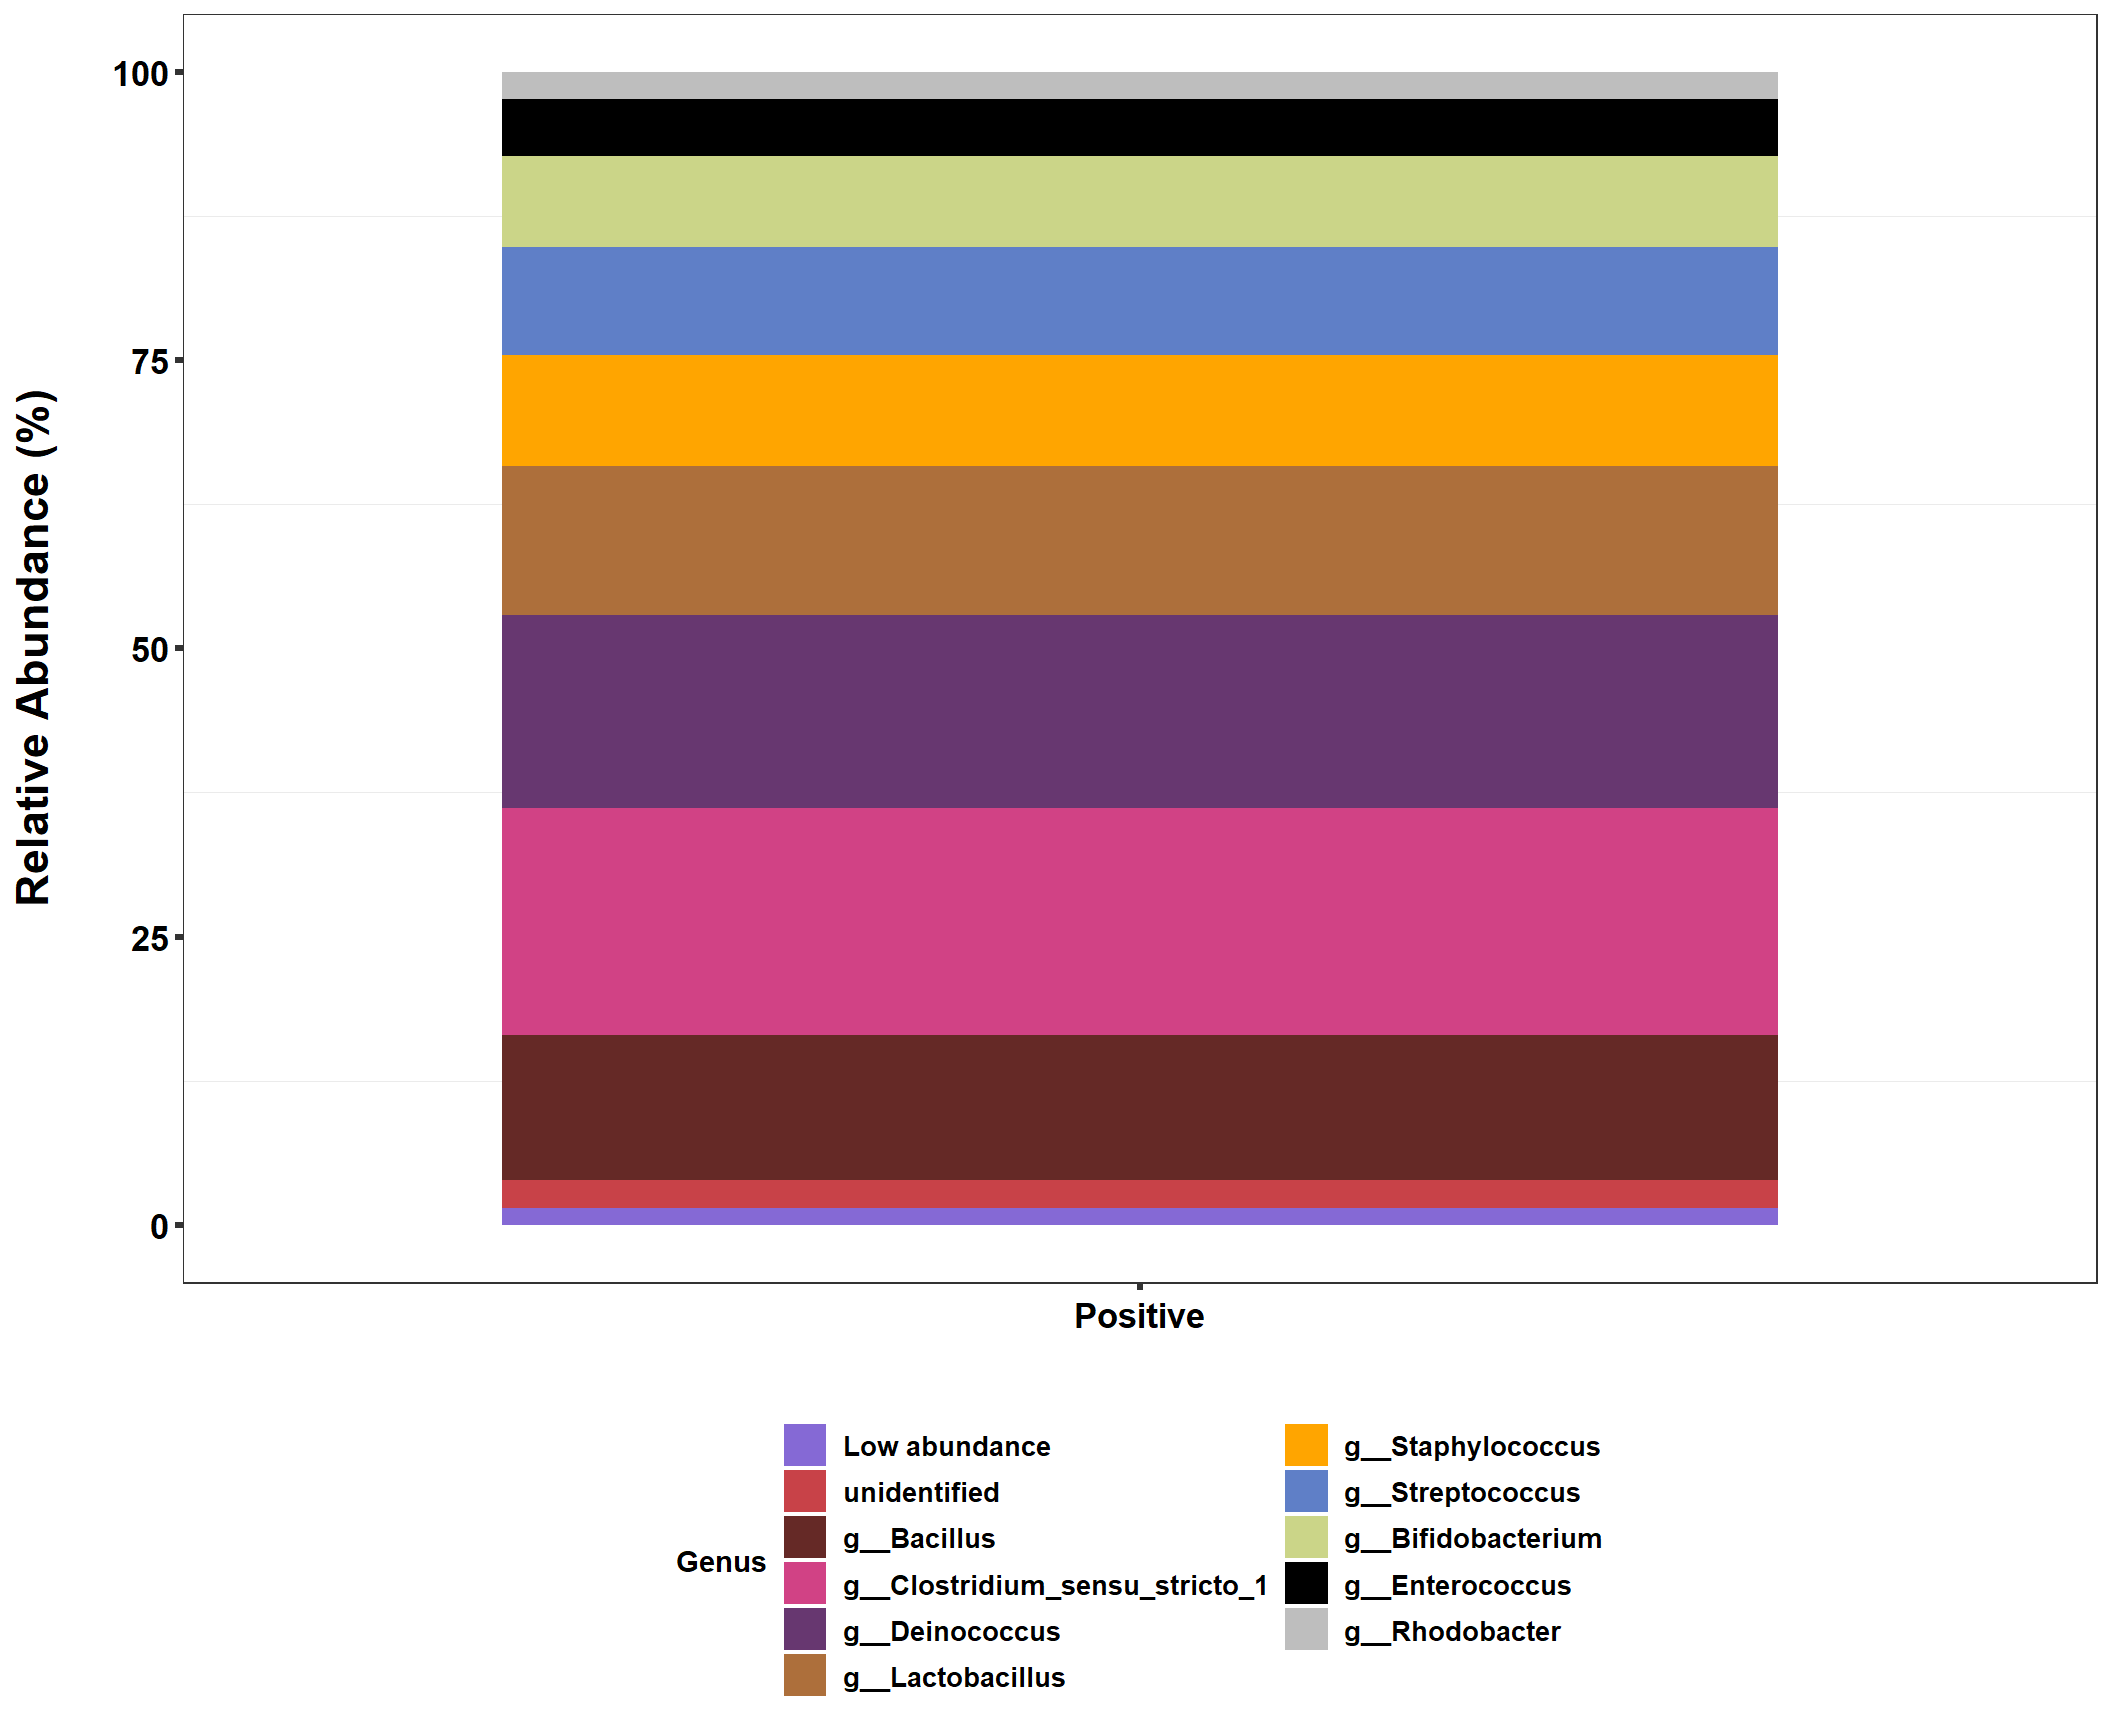 Relative Abundance (%)
100
75
50
25
0
Positive
Genus
Low abundance
unidentified
g__Bacillus
g__Clostridium_sensu_stricto_1
g__Deinococcus
g__Lactobacillus
g__Staphylococcus
g__Streptococcus
g__Bifidobacterium
g__Enterococcus
g__Rhodobacter